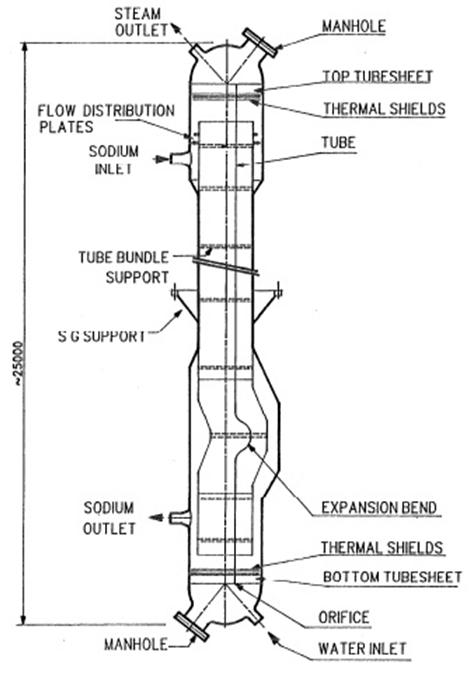 STEAM
OUTLET
MANHOLE
TOP TUBESHEET
THERMAL SHIELDS
FLOW DISTRIBUTION
PLATES
TUBE
SODIUM
INLET
TUBE BUNDLE
SUPPORT
S G SUPPORT
~25000
SODIUM
OUTLET
EXPANSION BEND
THERMAL SHIELDS
BOTTOM TUBESHEET
ORIFICE
MANHOLE
WATER INLET